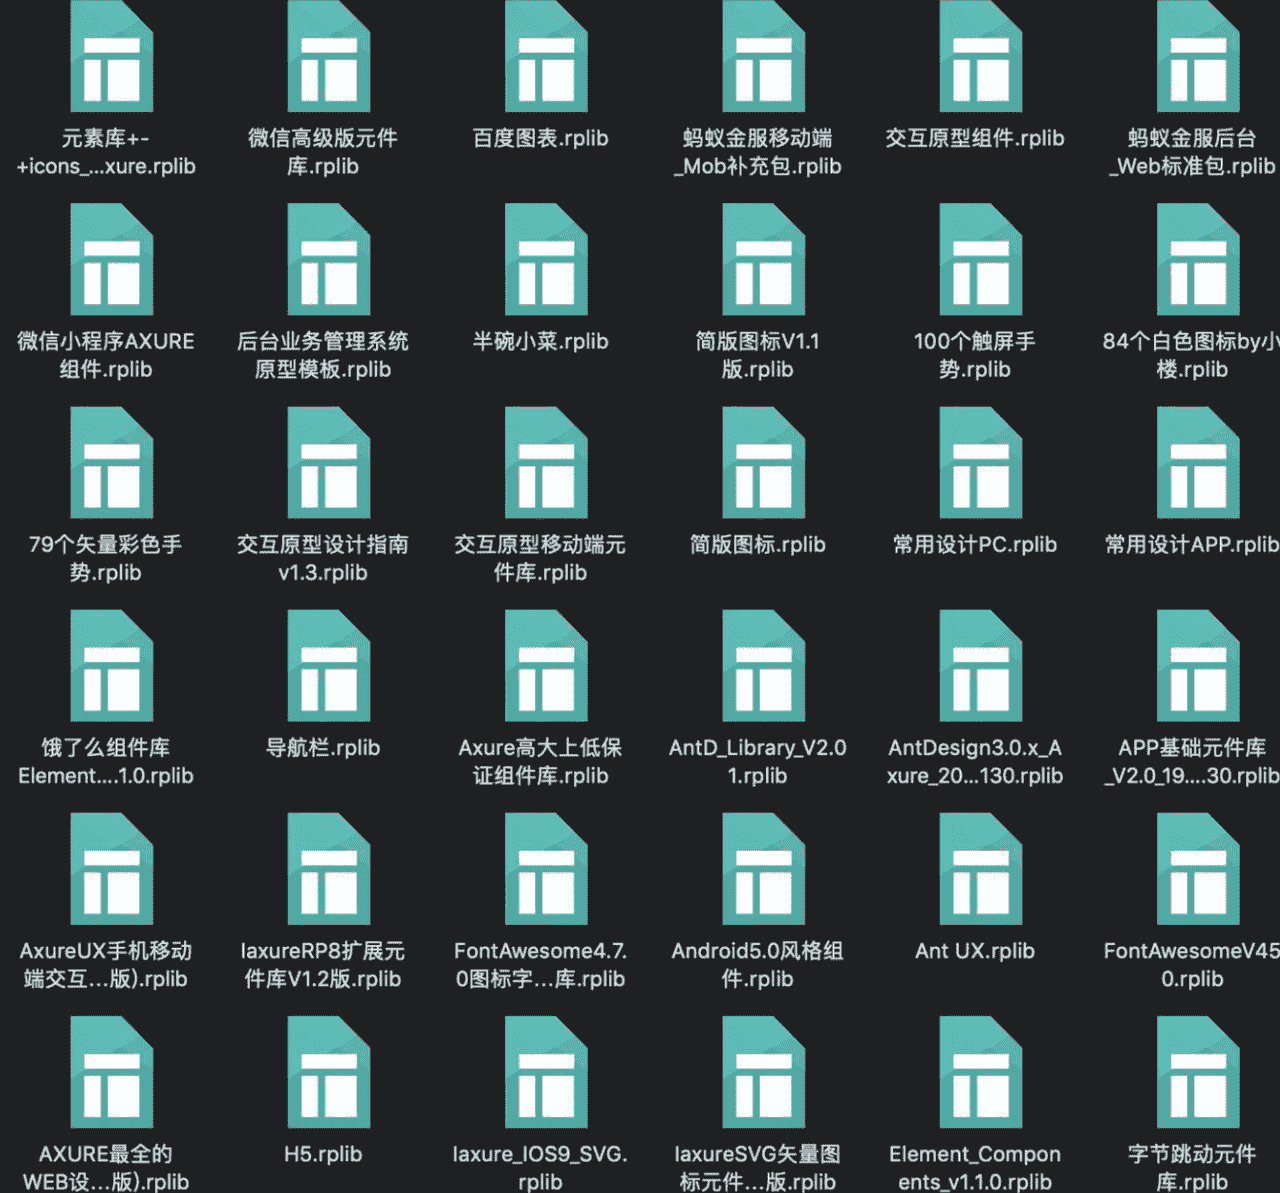 元素库+-
+icons_...xure.rplib
微信高级版元件
库.rplib
百度图表.rplib
蚂蚁金服移动端
_Mob补充包.rplib
交互原型组件.rplib
蚂蚁金服后台
_Web标准包.rplib
微信小程序AXURE
组件.rplib
后台业务管理系统
原型模板.rplib
半碗小菜.rplib
简版图标V1.1
版.rplib
100个触屏手
势.rplib
84个白色图标by小
楼.rplib
79个矢量彩色手
势.rplib
交互原型设计指南
v1.3.rplib
交互原型移动端元
件库.rplib
简版图标.rplib
常用设计PC.rplib
常用设计APP.rplib
饿了么组件库
Element....1.0.rplib
导航栏.rplib
Axure高大上低保
证组件库.rplib
AntD_Library_V2.0
1.rplib
AntDesign3.0.x_A
xure_20...130.rplib
APP基础元件库
_V2.0_19....30.rplib
AxureUX手机移动
端交互...版).rplib
IaxureRP8扩展元
件库V1.2版.rplib
FontAwesome4.7.
0图标字...库.rplib
Android5.0风格组
件.rplib
Ant UX.rplib
FontAwesomeV45
0.rplib
AXURE最全的
WEB设...版).rplib
H5.rplib
Iaxure_IOS9_SVG.
rplib
IaxureSVG矢量图
标元件...版.rplib
Element_Compon
ents_v1.1.0.rplib
字节跳动元件
库.rplib